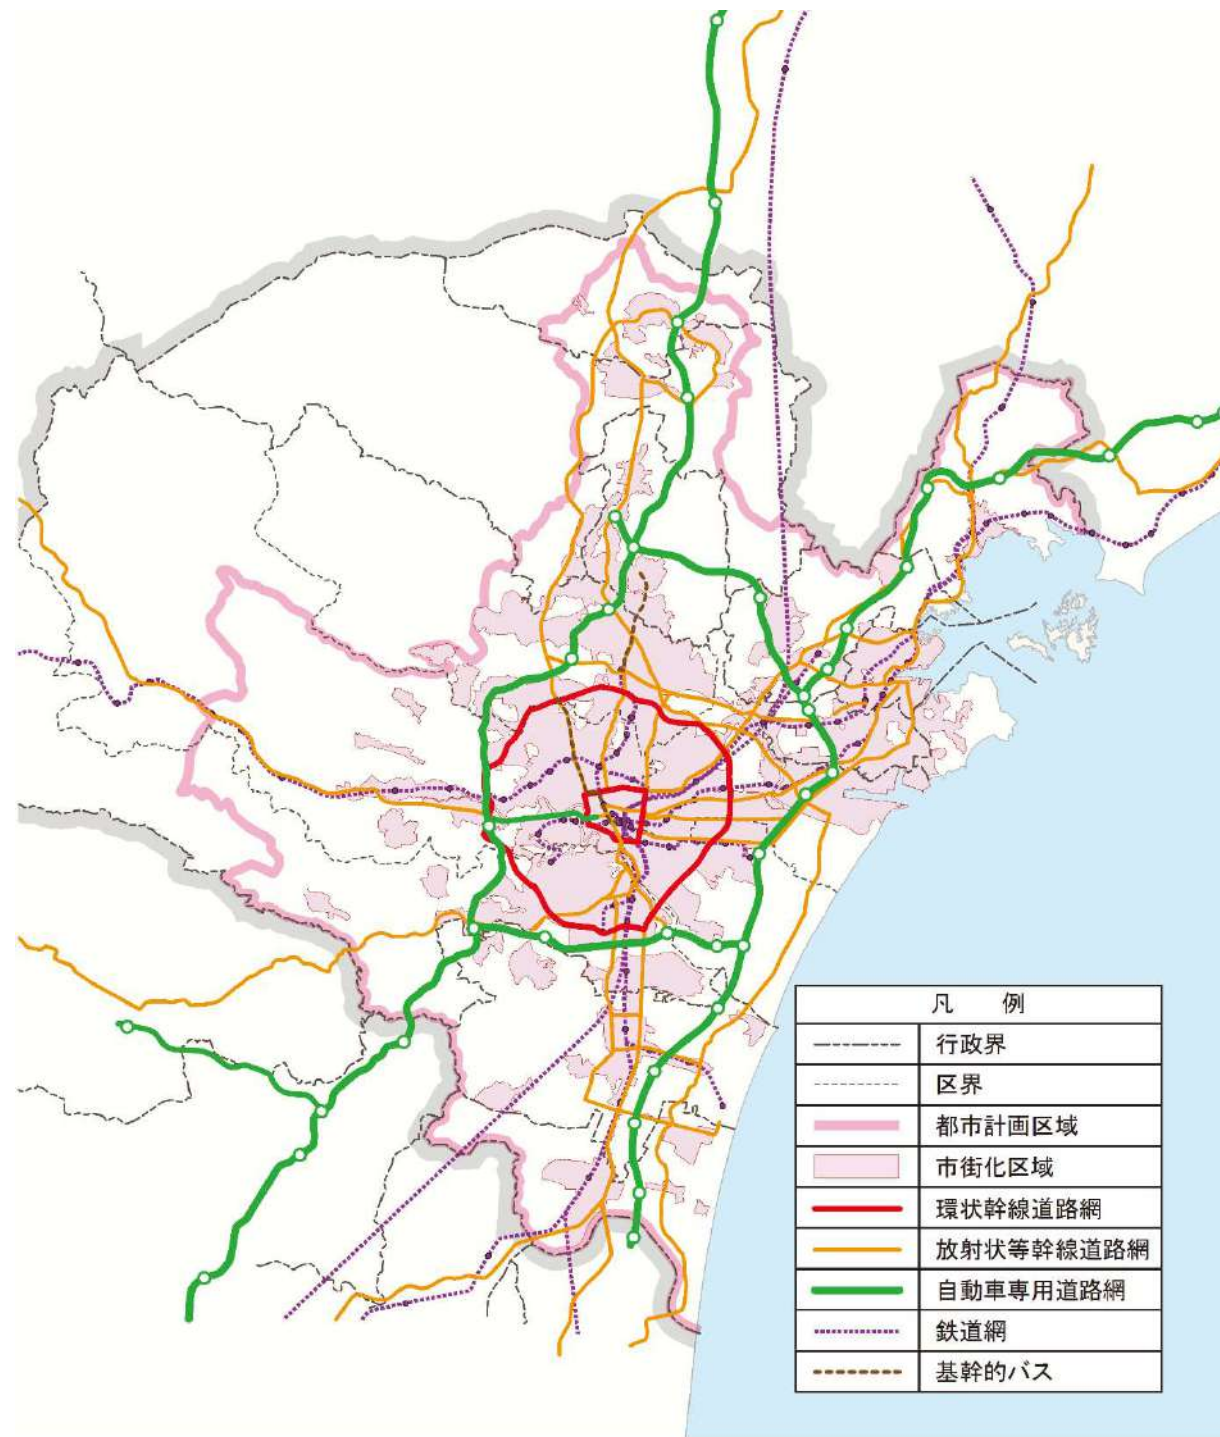 凡 例
行政界
区界
都市計画区域
市街化区域
環状幹線道路網
放射状等幹線道路網
自動車専用道路網
鉄道網
基幹的バス